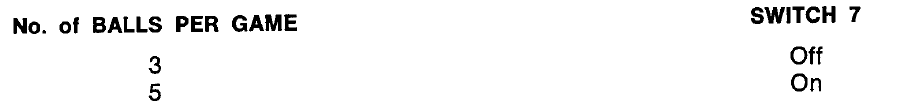 No. of BALLS PER GAME SWITCH 7
3 Off
5 On